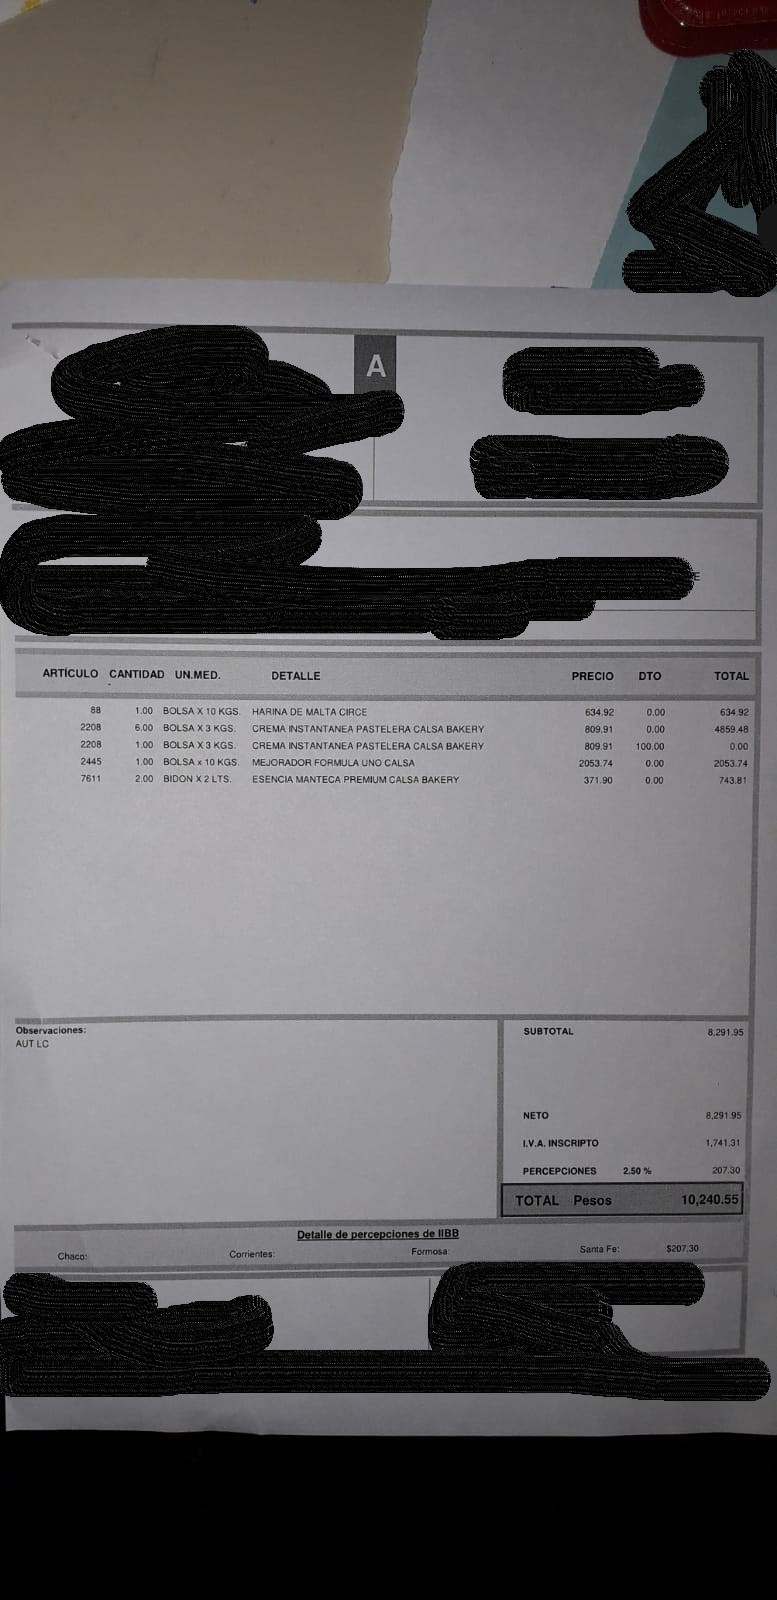 A
E
ARTÍCULO CANTIDAD UN.MED. DETALLE PRECIO DTO TOTAL
88 1.00 BOLSA X 10 KGS. HARINA DE MALTA CIRCE 634.92 0.00 634.92
2208 6.00 BOLSA X 3 KGS. CREMA INSTANTANEA PASTELERA CALSA BAKERY 809.91 0.00 4859.48
2208 1.00 BOLSA X 3 KGS. CREMA INSTANTANEA PASTELERA CALSA BAKERY 809.91 100.00 0.00
2445 1.00 BOLSA x 10 KGS. MEJORADOR FORMULA UNO CALSA 2053.74 0.00 2053.74
7611 2.00 BIDON X 2 LTS. ESENCIA MANTECA PREMIUM CALSA BAKERY 371.90 0.00 743.81
Observaciones:
AUT LC
SUBTOTAL 8,291.95
NETO 8,291.95
I.V.A. INSCRIPTO 1,741.31
PERCEPCIONES 2.50 % 207.30
TOTAL Pesos 10,240.55
Detalle de percepciones de IIBB
Chaco: Corrientes: Formosa: Santa Fe: $207.30